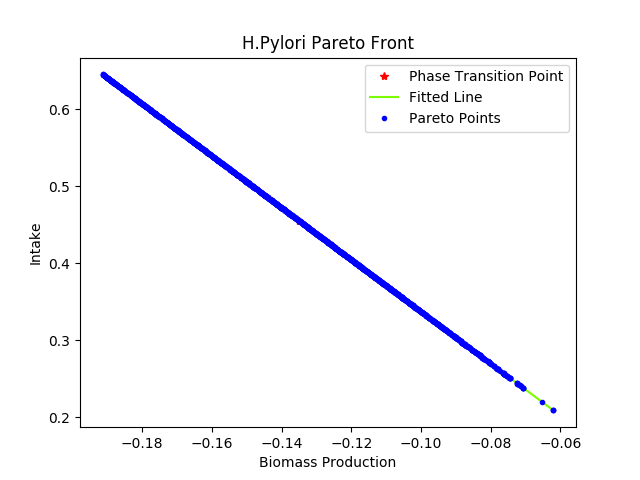 H.Pylori Pareto Front
Phase Transition Point
Fitted Line
Pareto Points
0.6
0.5
0.4
0.3
0.2
Intake
−0.18 −0.16 −0.14 −0.12 −0.10 −0.08 −0.06
Biomass Production